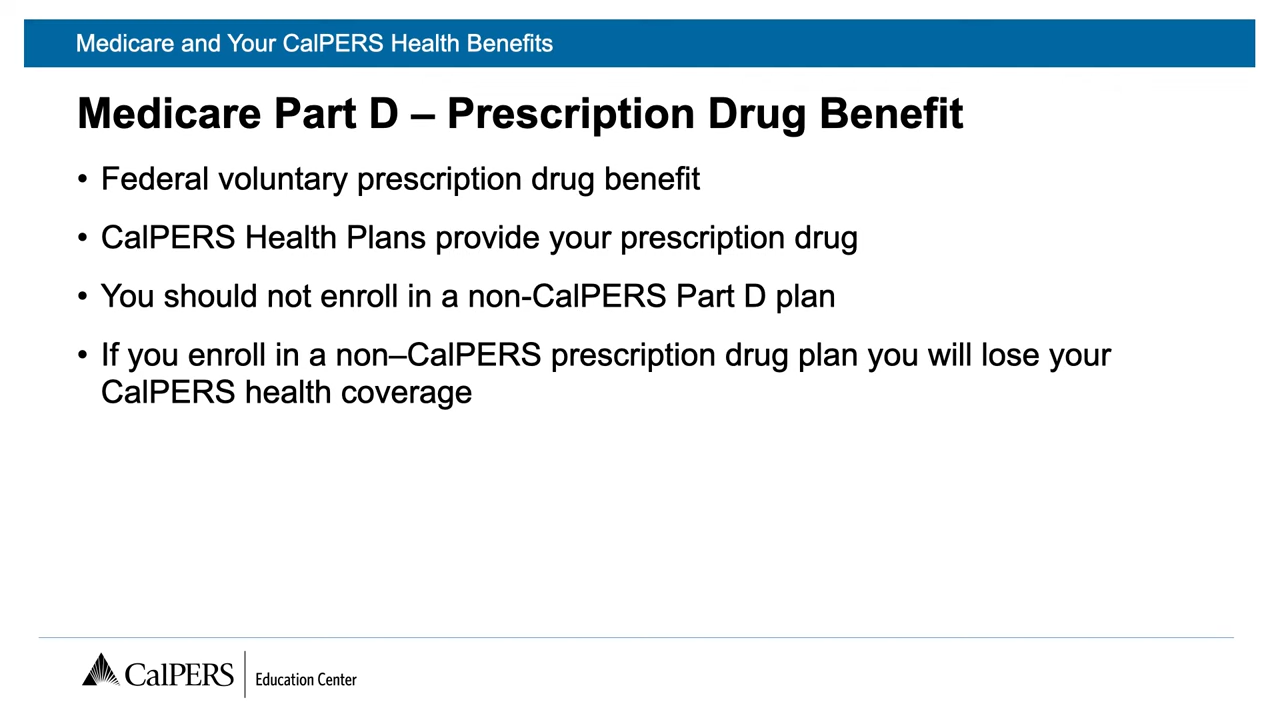 Medicare and Your CalPERS Health Benefits
Medicare Part D – Prescription Drug Benefit
• Federal voluntary prescription drug benefit
• CalPERS Health Plans provide your prescription drug
• You should not enroll in a non-CalPERS Part D plan
• If you enroll in a non–CalPERS prescription drug plan you will lose your
CalPERS health coverage
CalPERS Education Center